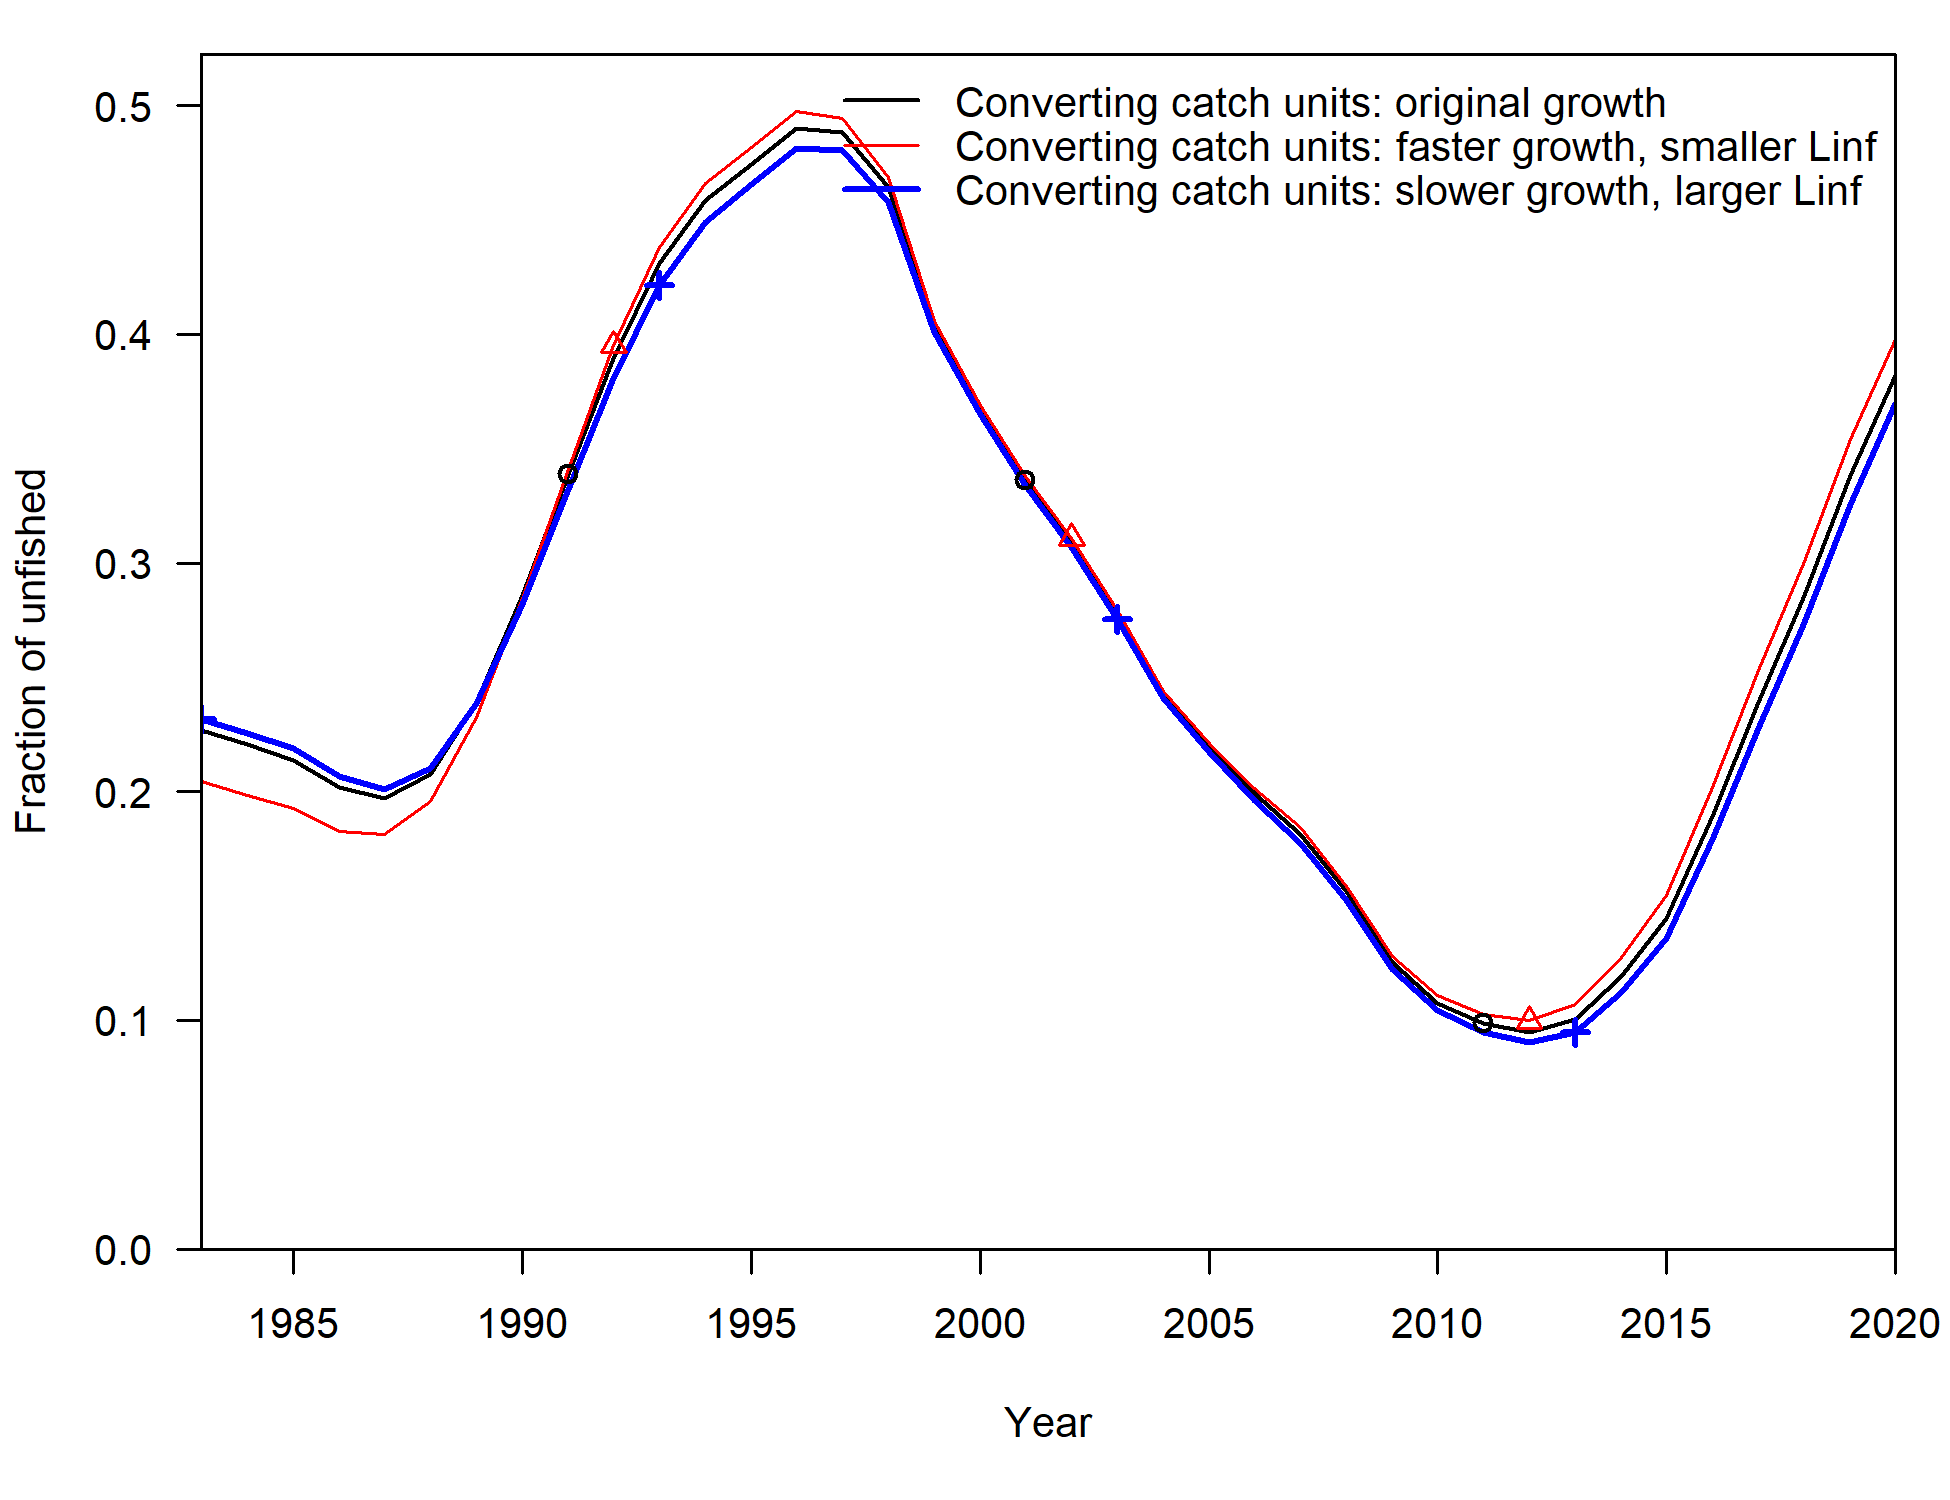 Converting catch units: original growth
Converting catch units: faster growth, smaller Linf
Converting catch units: slower growth, larger Linf
Fraction of unfished
0.5
0.4
0.3
0.2
0.1
0.0
1985 1990 1995 2000 2005 2010 2015 2020
Year